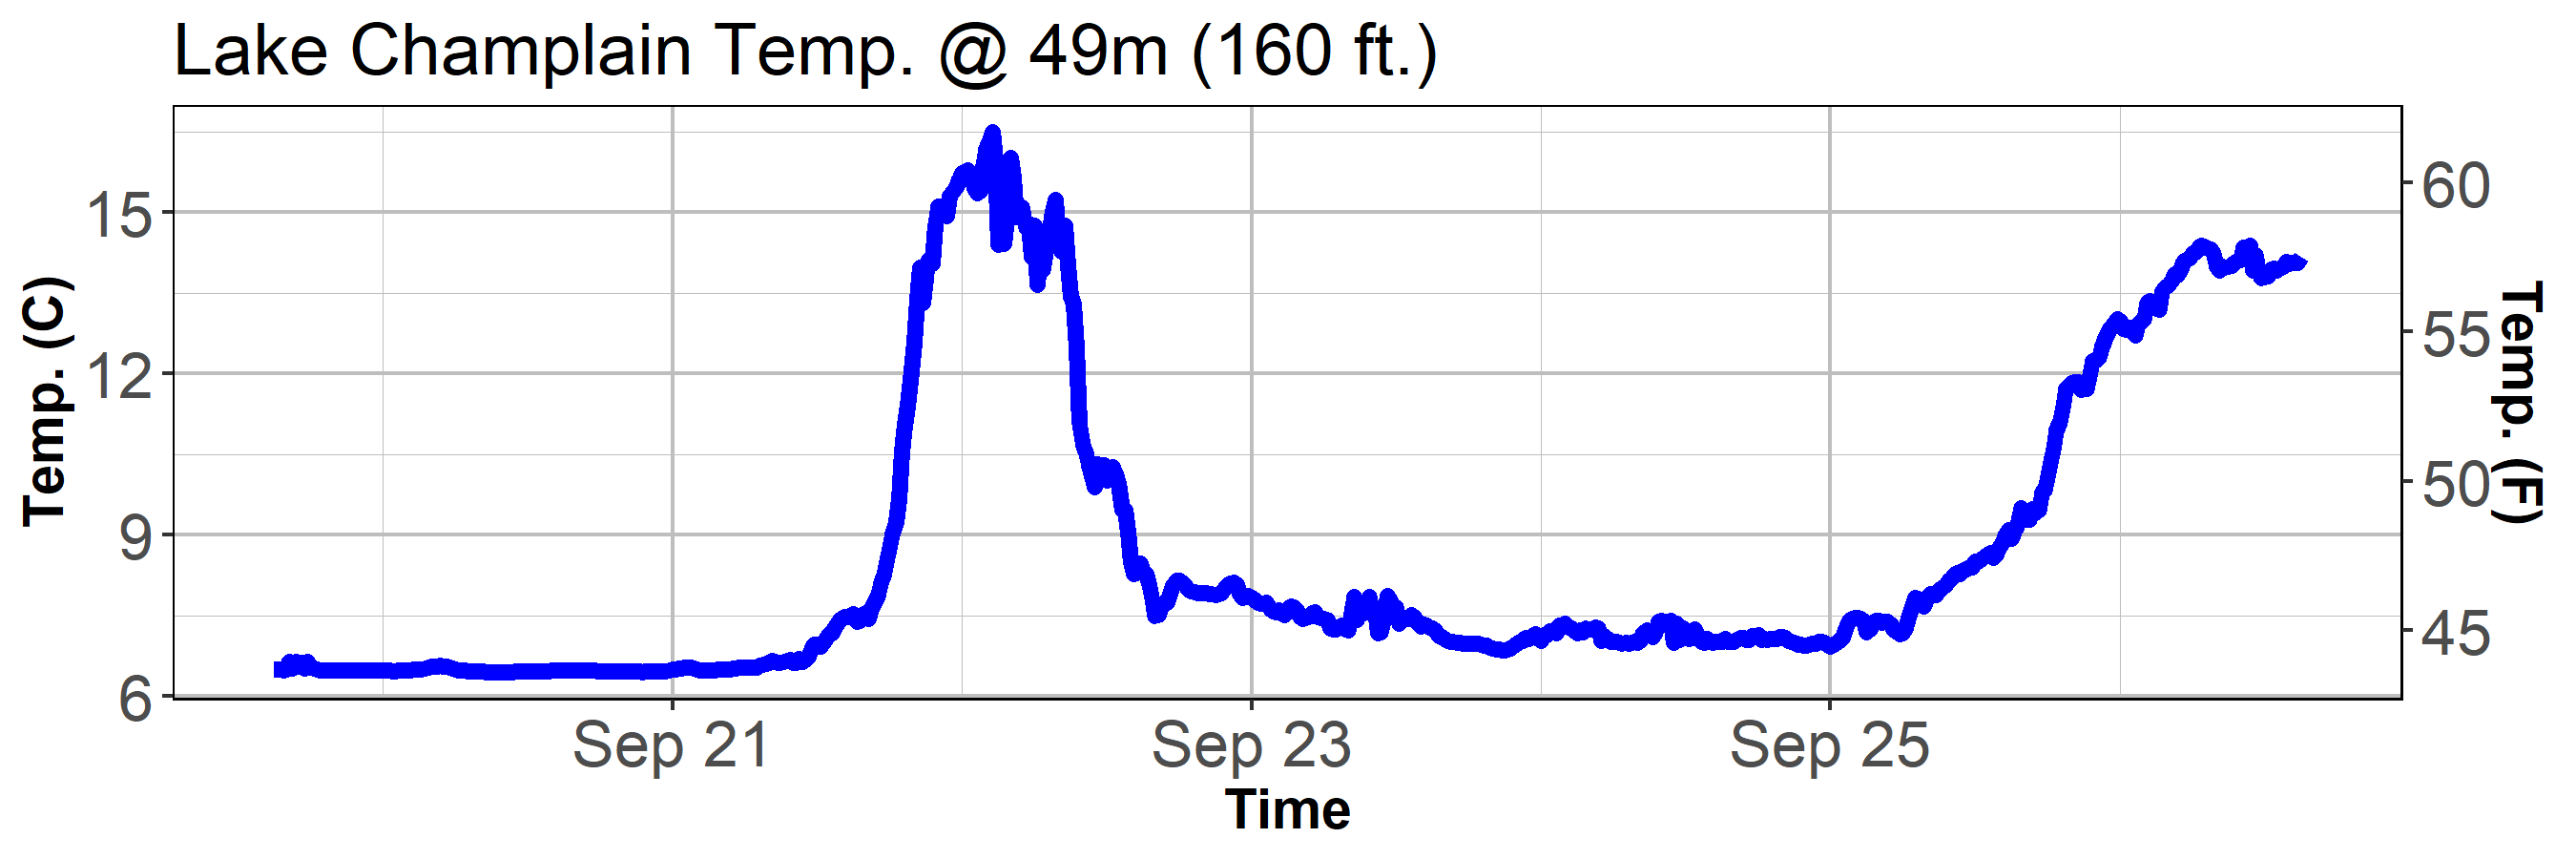 Lake Champlain Temp. @ 49m (160 ft.)
Temp. (C)
15
12
9
6
60
55
50
45
Temp. (F)
Sep 21
Sep 23
Sep 25
Time